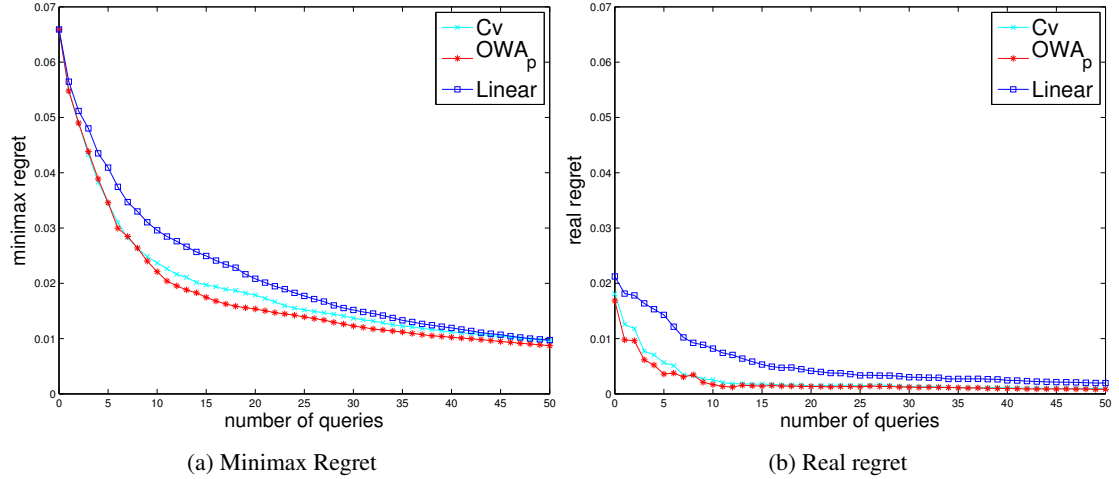 0.07
0.06
0.05
0.04
0.03
0.02
0.01
0
minimax regret
0 5 10 15 20 25 30 35 40 45 50
number of queries
Cv
OWA_p
Linear
(a) Minimax Regret
0.07
0.06
0.05
0.04
0.03
0.02
0.01
0
real regret
0 5 10 15 20 25 30 35 40 45 50
number of queries
Cv
OWA_p
Linear
(b) Real regret